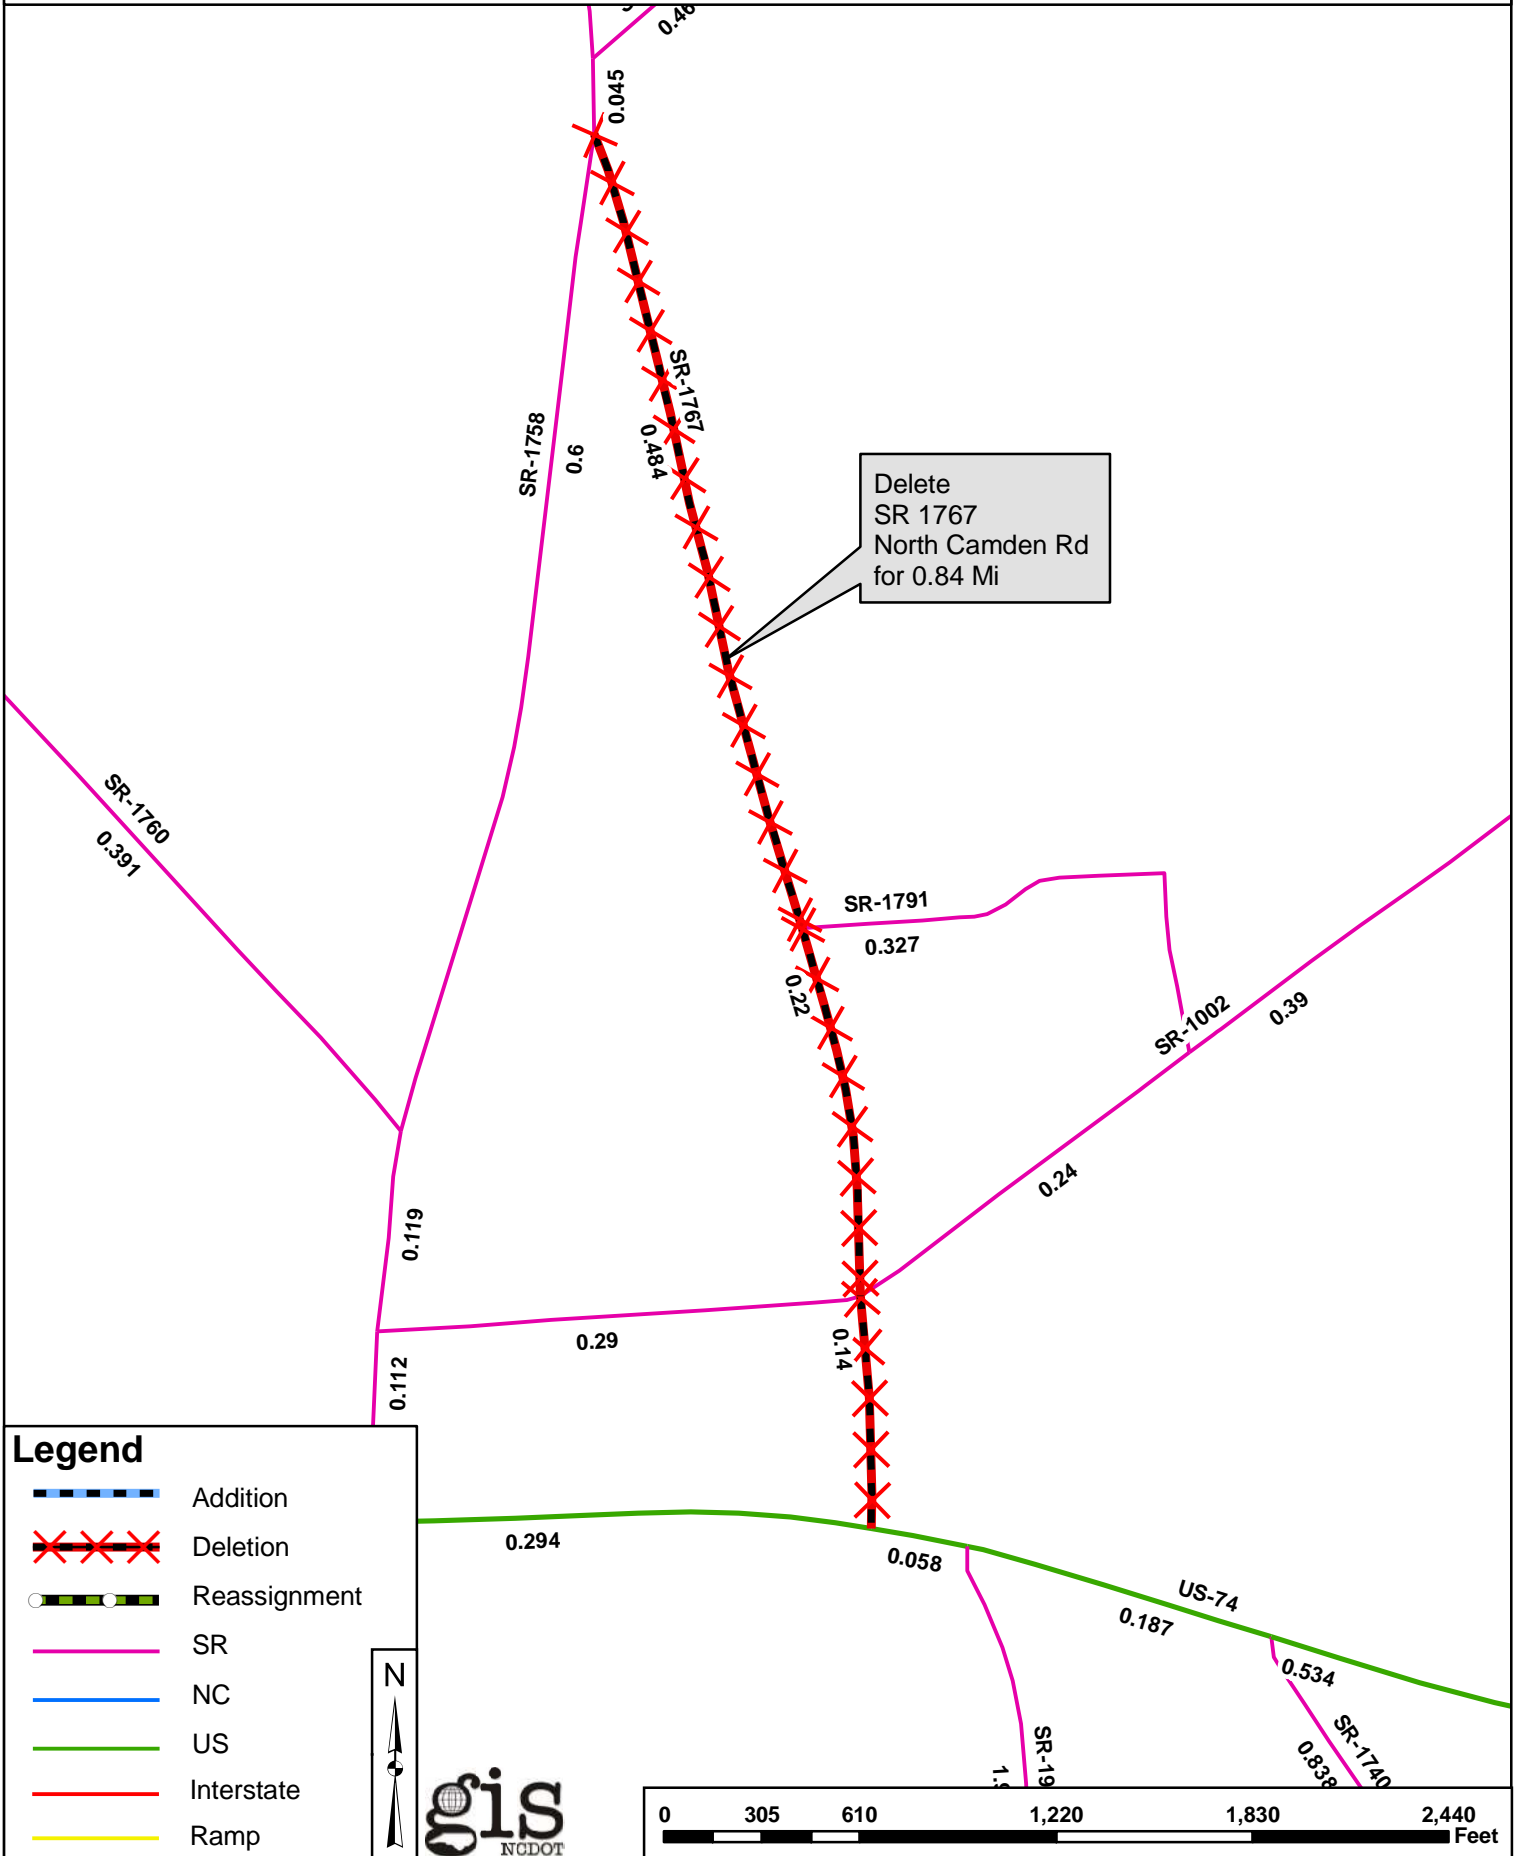 0.46
0.045
SR-1767
0.484
SR-1758
0.6
Delete
SR 1767
North Camden Rd
for 0.84 Mi
SR-1760
0.391
SR-1791
0.327
0.22
SR-1002
0.39
0.24
0.119
0.29
0.14
0.112
Legend
Addition
Deletion
Reassignment
SR
NC
US
Interstate
Ramp
N
gis
NCDOT
0.294
0.058
US-74
0.187
0.534
SR-1740
0.838
SR-19
0 305 610 1,220 1,830 2,440
Feet